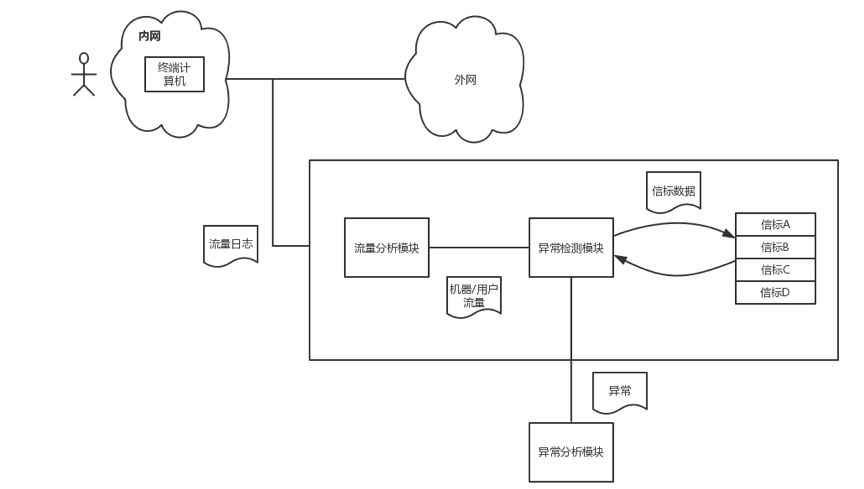 内网
终端计
算机
外网
信标数据
流量日志
流量分析模块
异常检测模块
信标A
信标B
信标C
信标D
机器/用户
流量
异常
异常分析模块